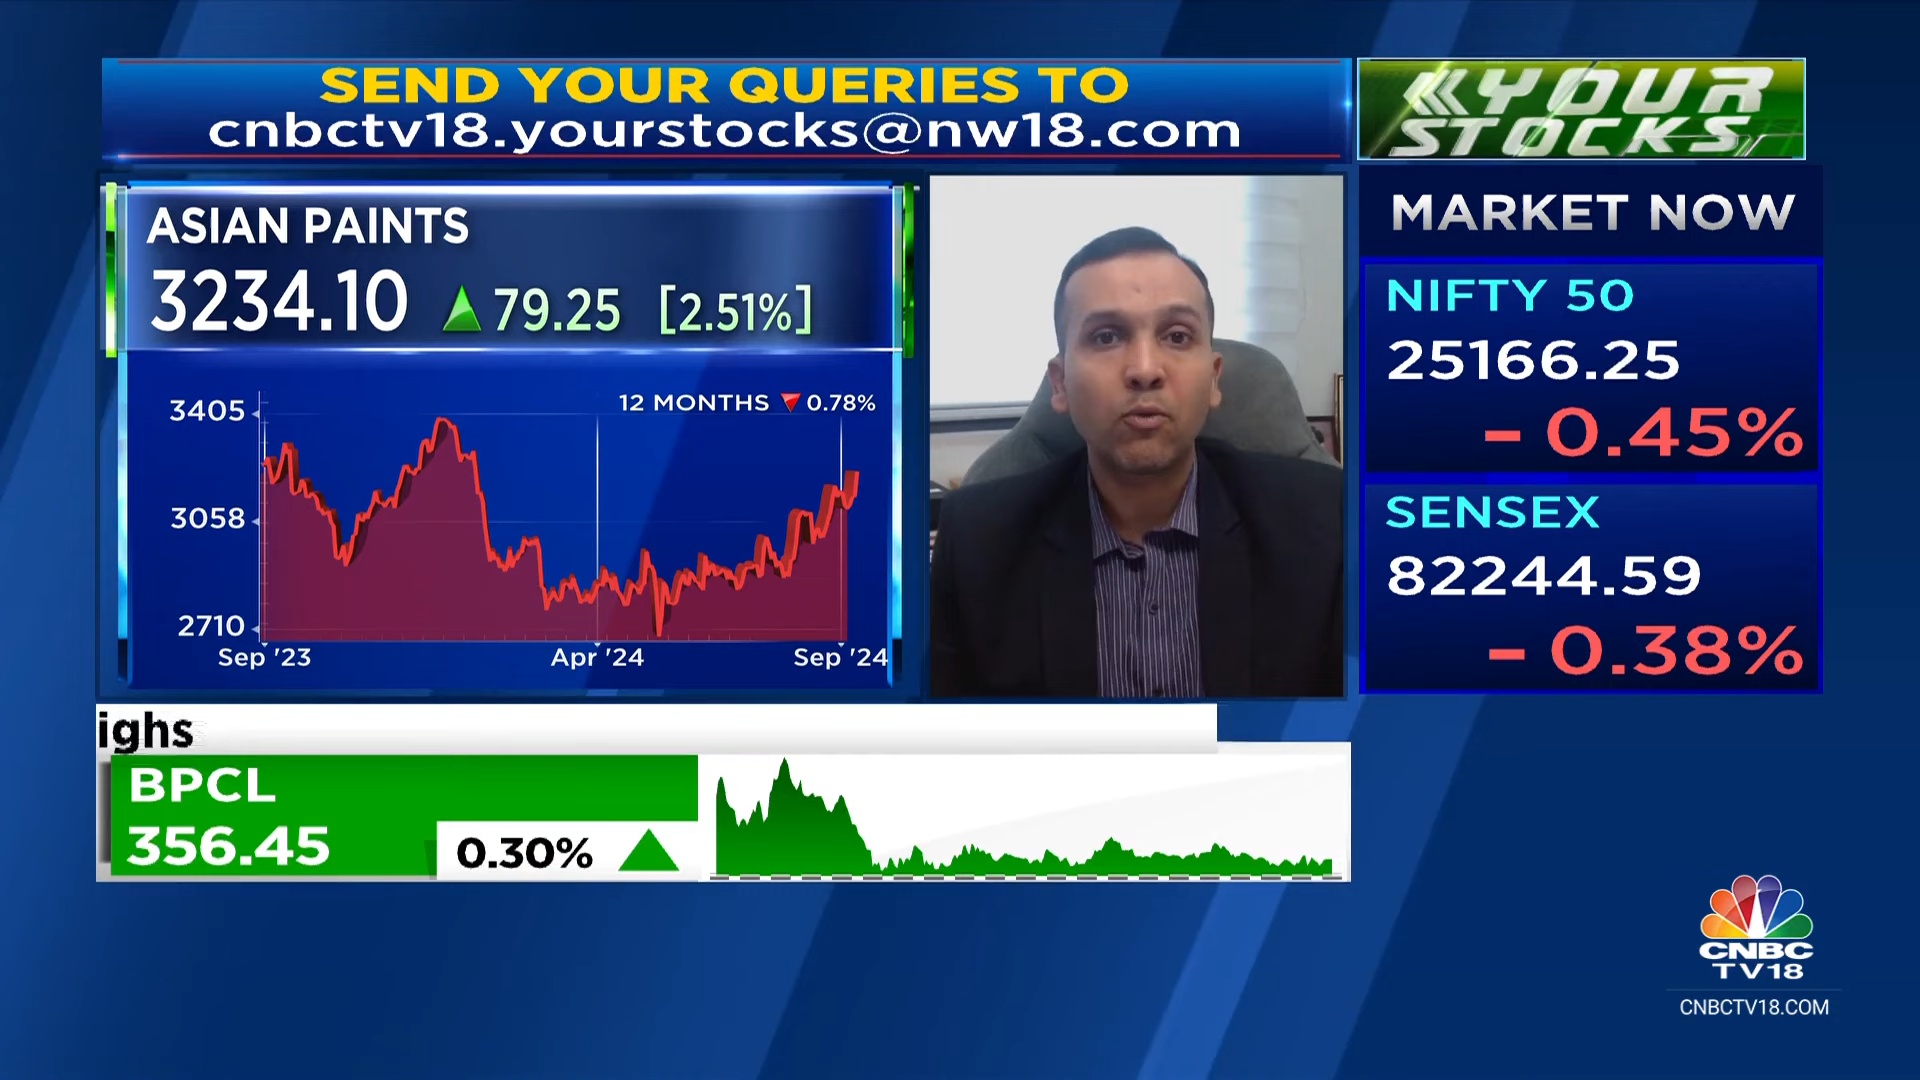 SEND YOUR QUERIES TO
cnbctv18.yourstocks@nw18.com
YOUR
STOCKS
ASIAN PAINTS
3234.10 ▲ 79.25 [2.51%]
12 MONTHS ▼ 0.78%
3405
3058
2710
Sep '23 Apr '24 Sep '24
MARKET NOW
NIFTY 50
25166.25
- 0.45%
SENSEX
82244.59
- 0.38%
ighs
BPCL
356.45
0.30% ▲
CNBC
TV18
CNBCTV18.COM